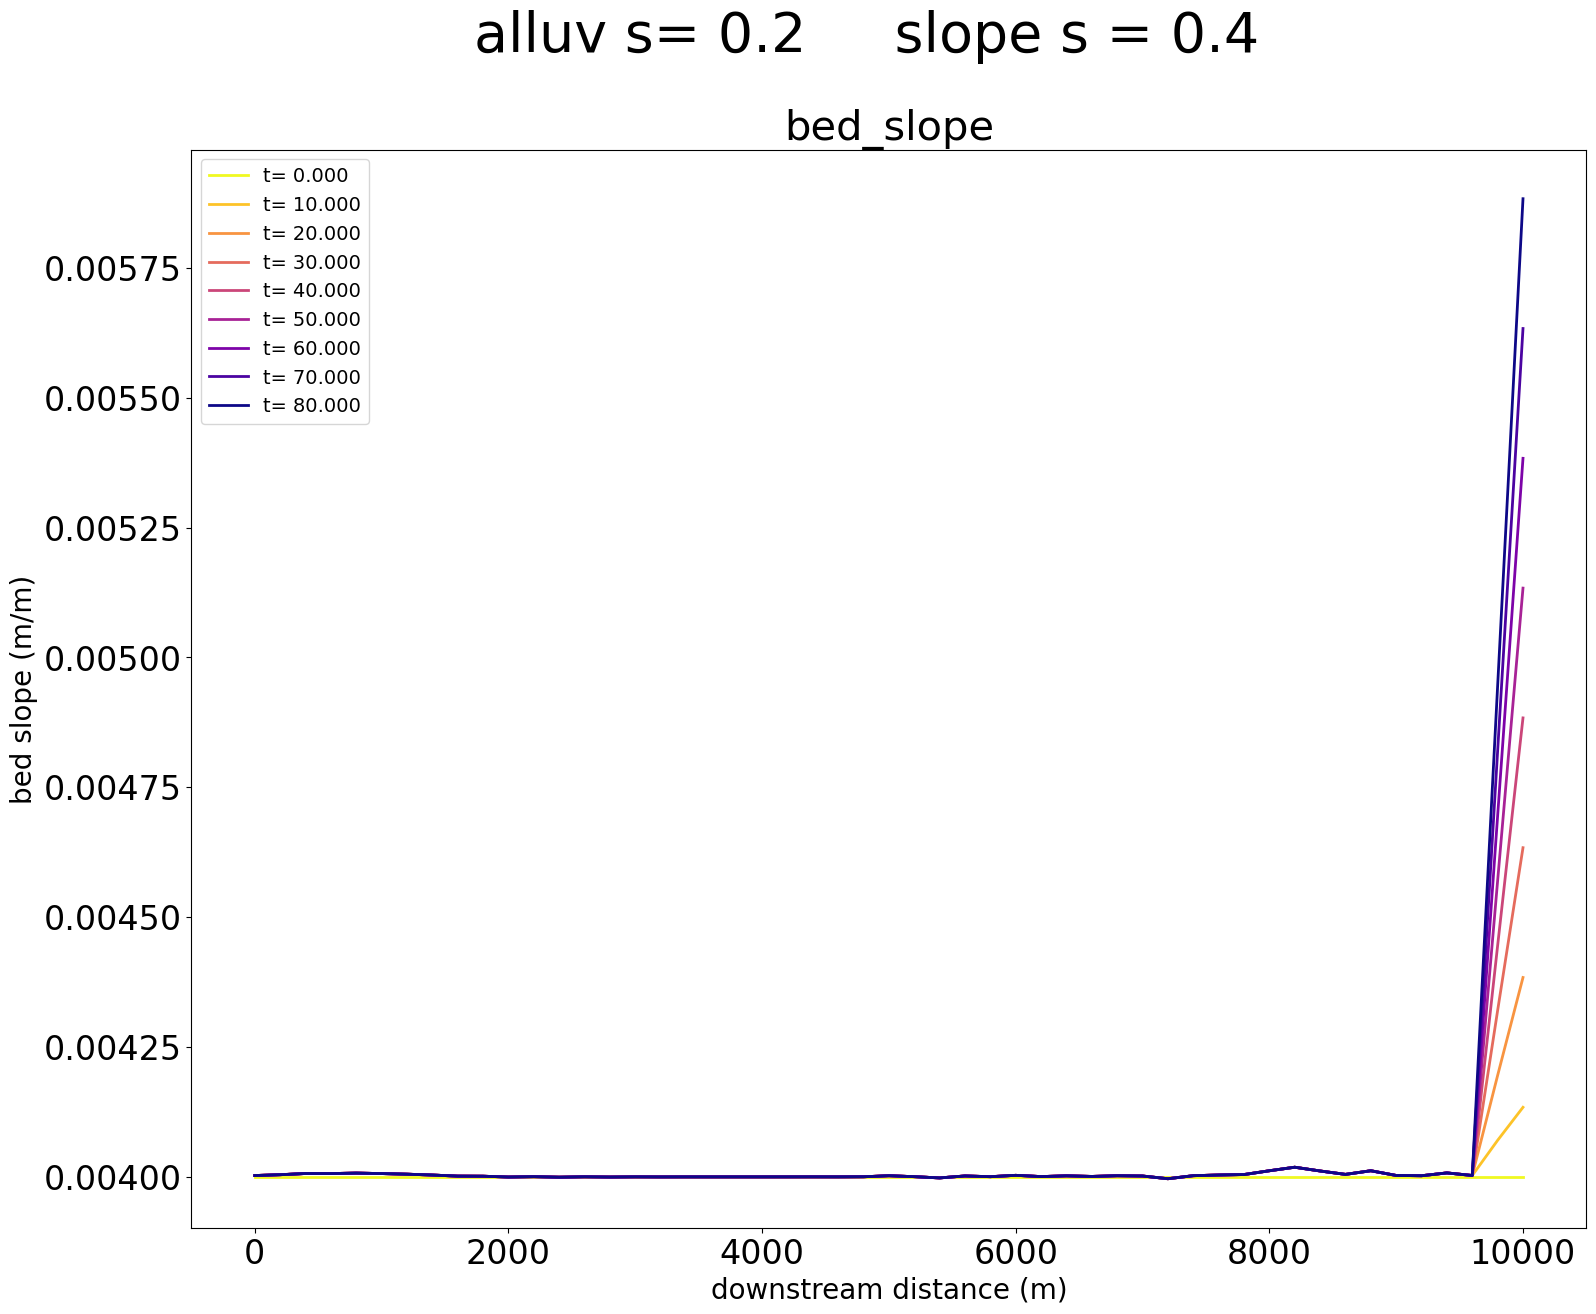 alluv s= 0.2 slope s = 0.4
bed_slope
t= 0.000
t= 10.000
t= 20.000
t= 30.000
t= 40.000
t= 50.000
t= 60.000
t= 70.000
t= 80.000
0.00575
0.00550
0.00525
0.00500
0.00475
0.00450
0.00425
0.00400
bed slope (m/m)
0 2000 4000 6000 8000 10000
downstream distance (m)